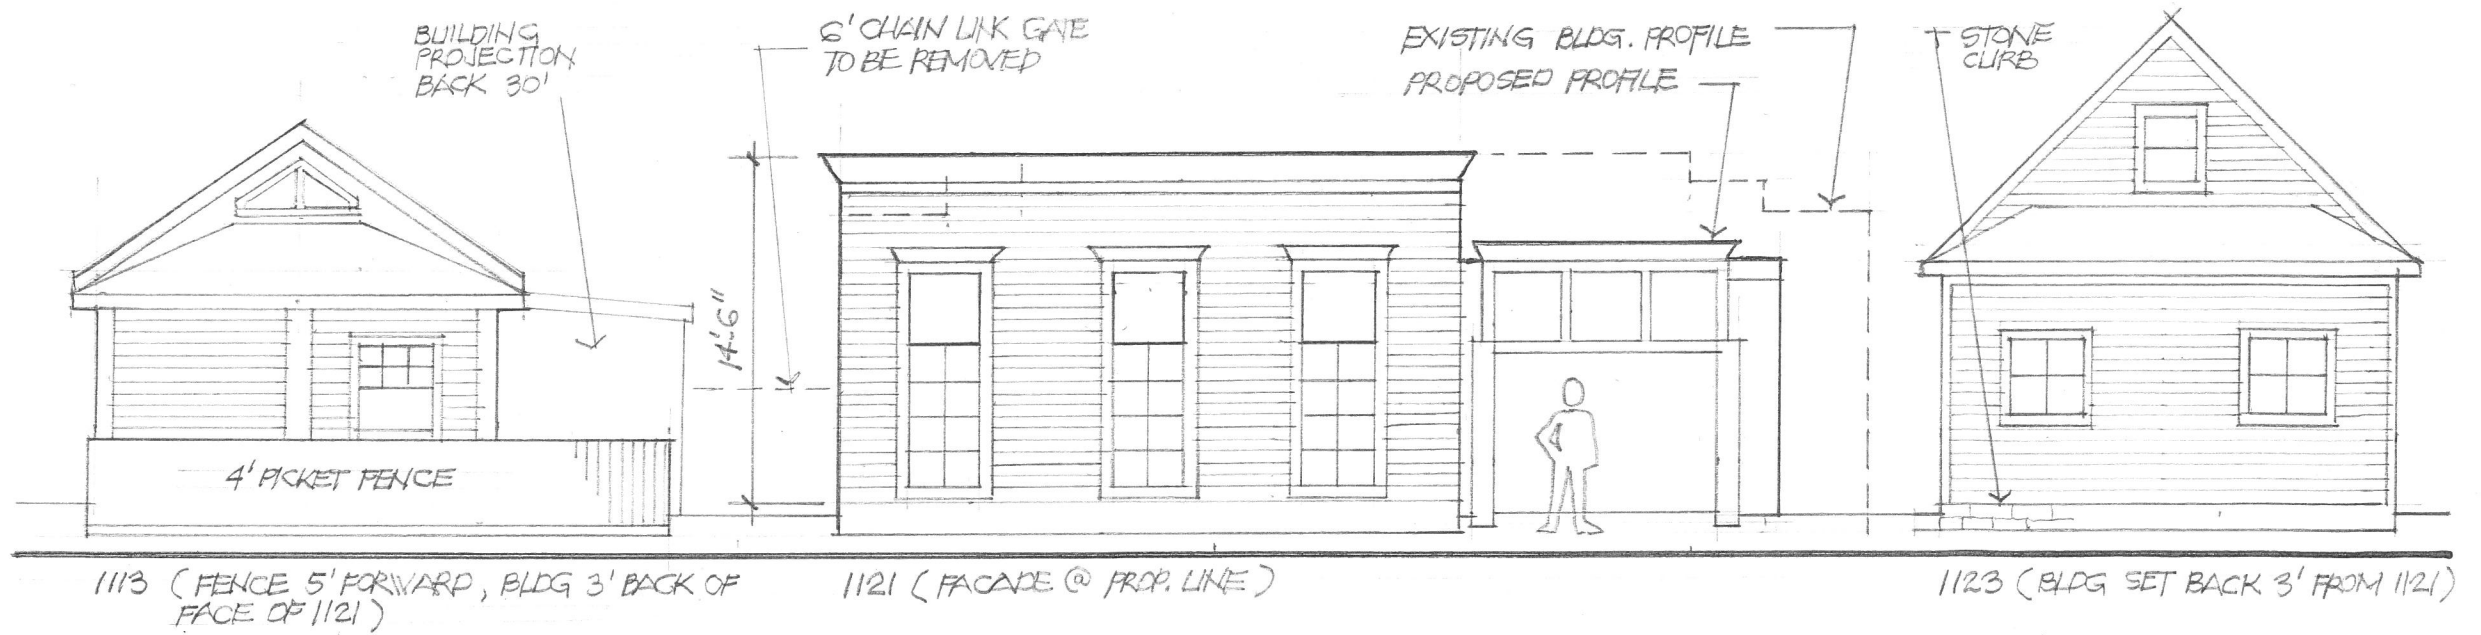 BUILDING
PROJECTION
BACK 30'
6' CHAIN LINK GATE
TO BE REMOVED
EXISTING BLDG. PROFILE
PROPOSED PROFILE
STONE
CURB
14'-6"
4' PICKET FENCE
1113 (FENCE 5' FORWARD, BLDG 3' BACK OF
FACE OF 1121)
1121 (FACADE @ PROP. LINE)
1123 (BLDG SET BACK 3' FROM 1121)